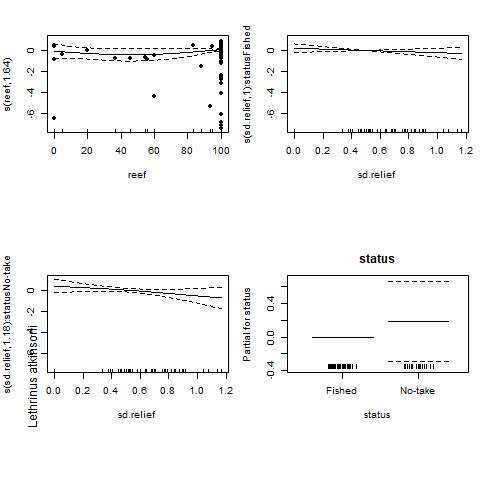 s(reef,1.64)
0
-2
-4
-6
0 20 40 60 80 100
reef
s(sd.relief,1):statusFished
0
-2
-4
-6
0.0 0.2 0.4 0.6 0.8 1.0 1.2
sd.relief
s(sd.relief,1.18):statusNo-take
0
-2
-4
-6
0.0 0.2 0.4 0.6 0.8 1.0 1.2
sd.relief
Lethrinus atkinsoni
status
Partial for status
0.4
0.0
-0.4
Fished No-take
status